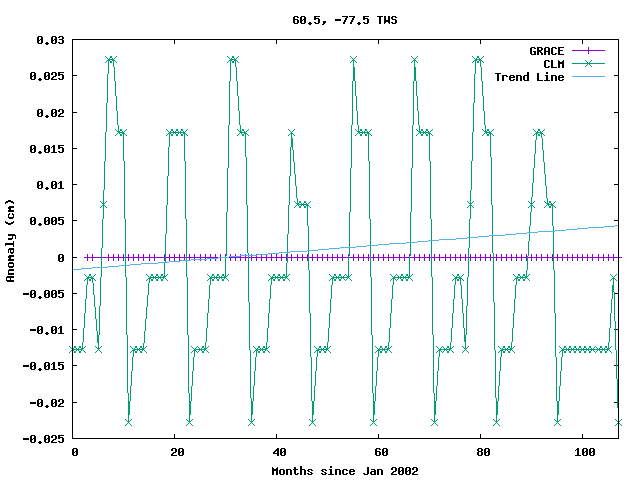 60.5, -77.5 TWS
0.03
0.025
0.02
0.015
0.01
0.005
0
-0.005
-0.01
-0.015
-0.02
-0.025
Anomaly (cm)
GRACE
CLM
Trend Line
0 20 40 60 80 100
Months since Jan 2002